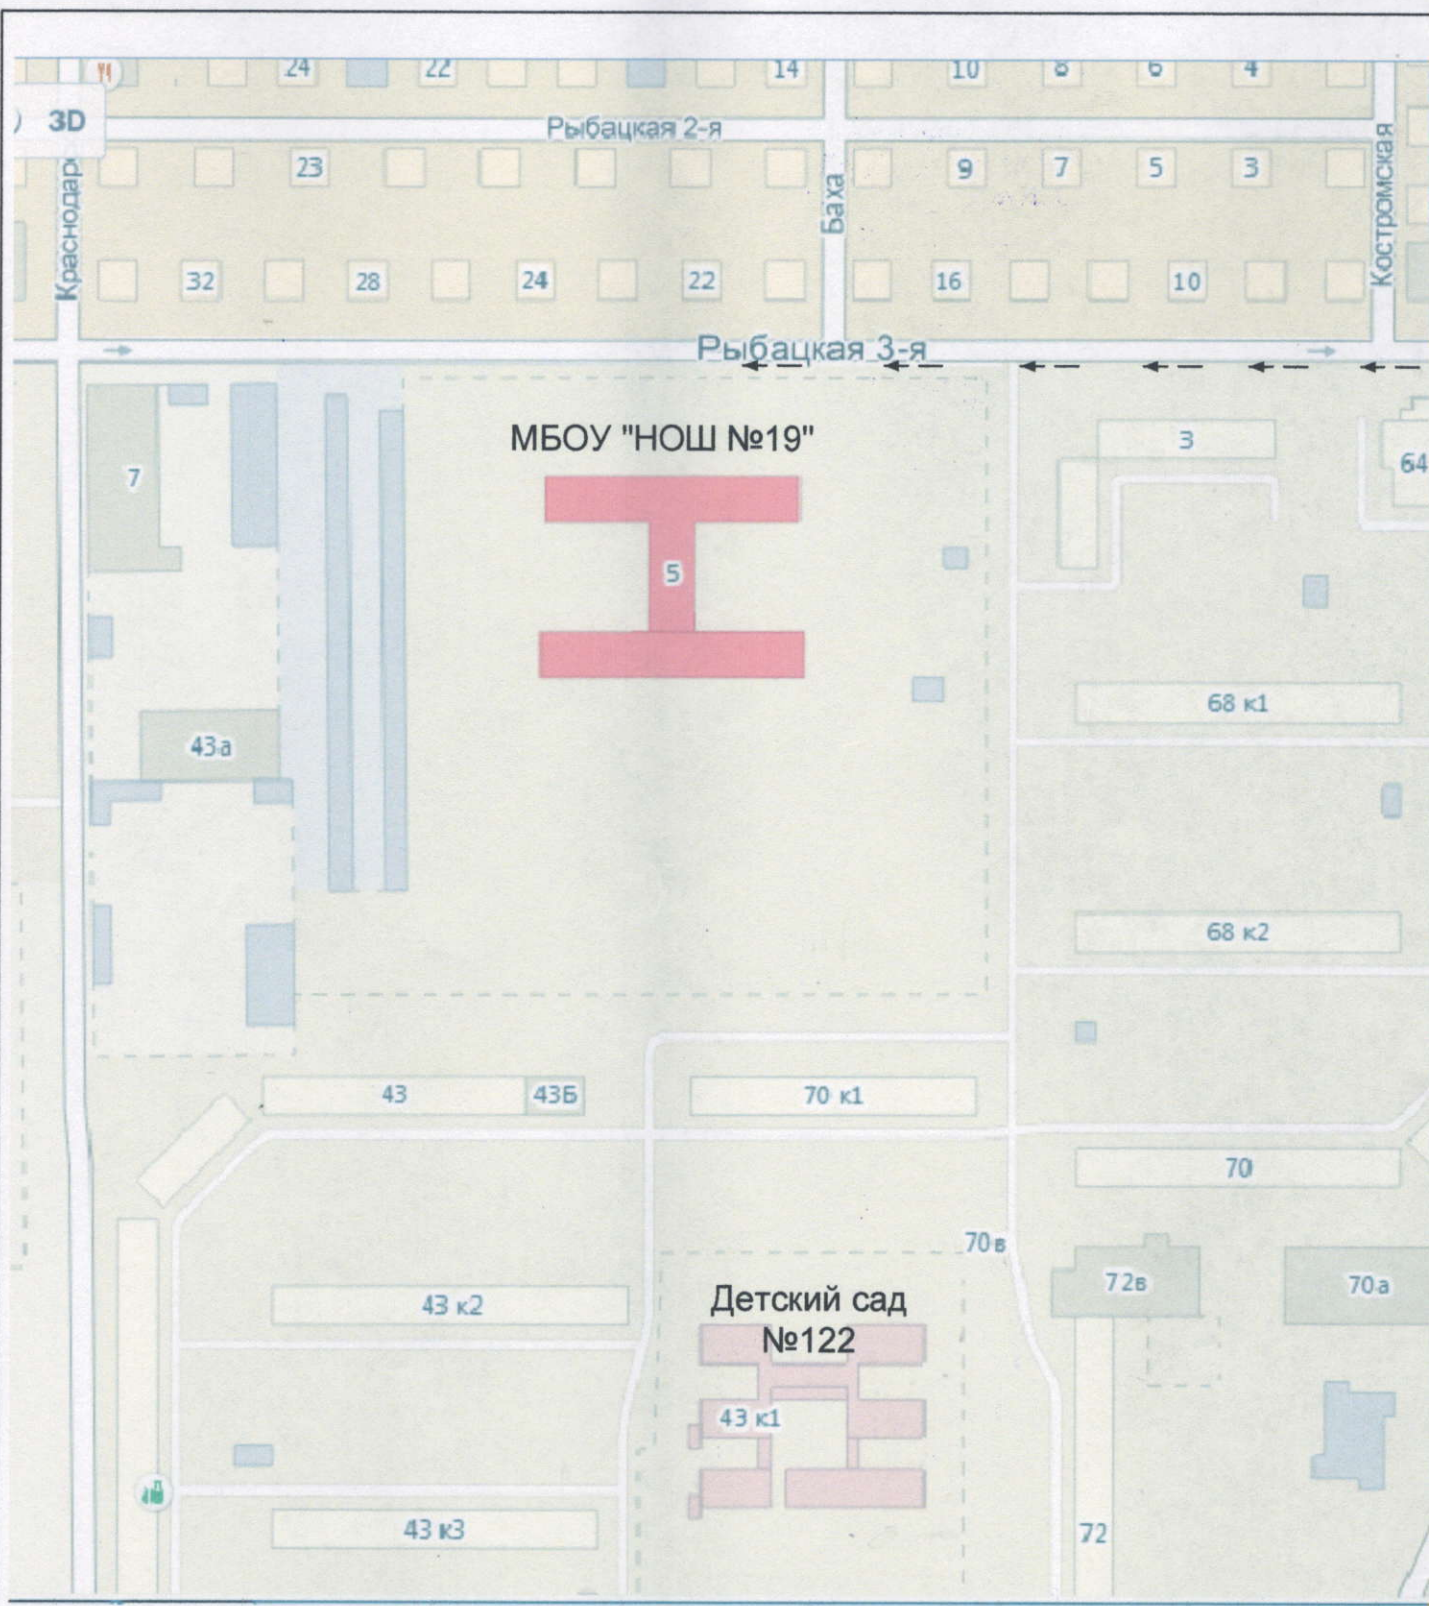 24 22 14 10 8 6 4
) 3D
Рыбацкая 2-я
23 9 7 5 3
Краснодар
Баха
Костромская
32 28 24 22 16 10
Рыбацкая 3-я
МБОУ "НОШ №19"
3
64
7
5
68 к1
43а
68 к2
43 43Б 70 к1
70
70в
72в
70а
43 к2
Детский сад
№122
43 к1
43 к3
72